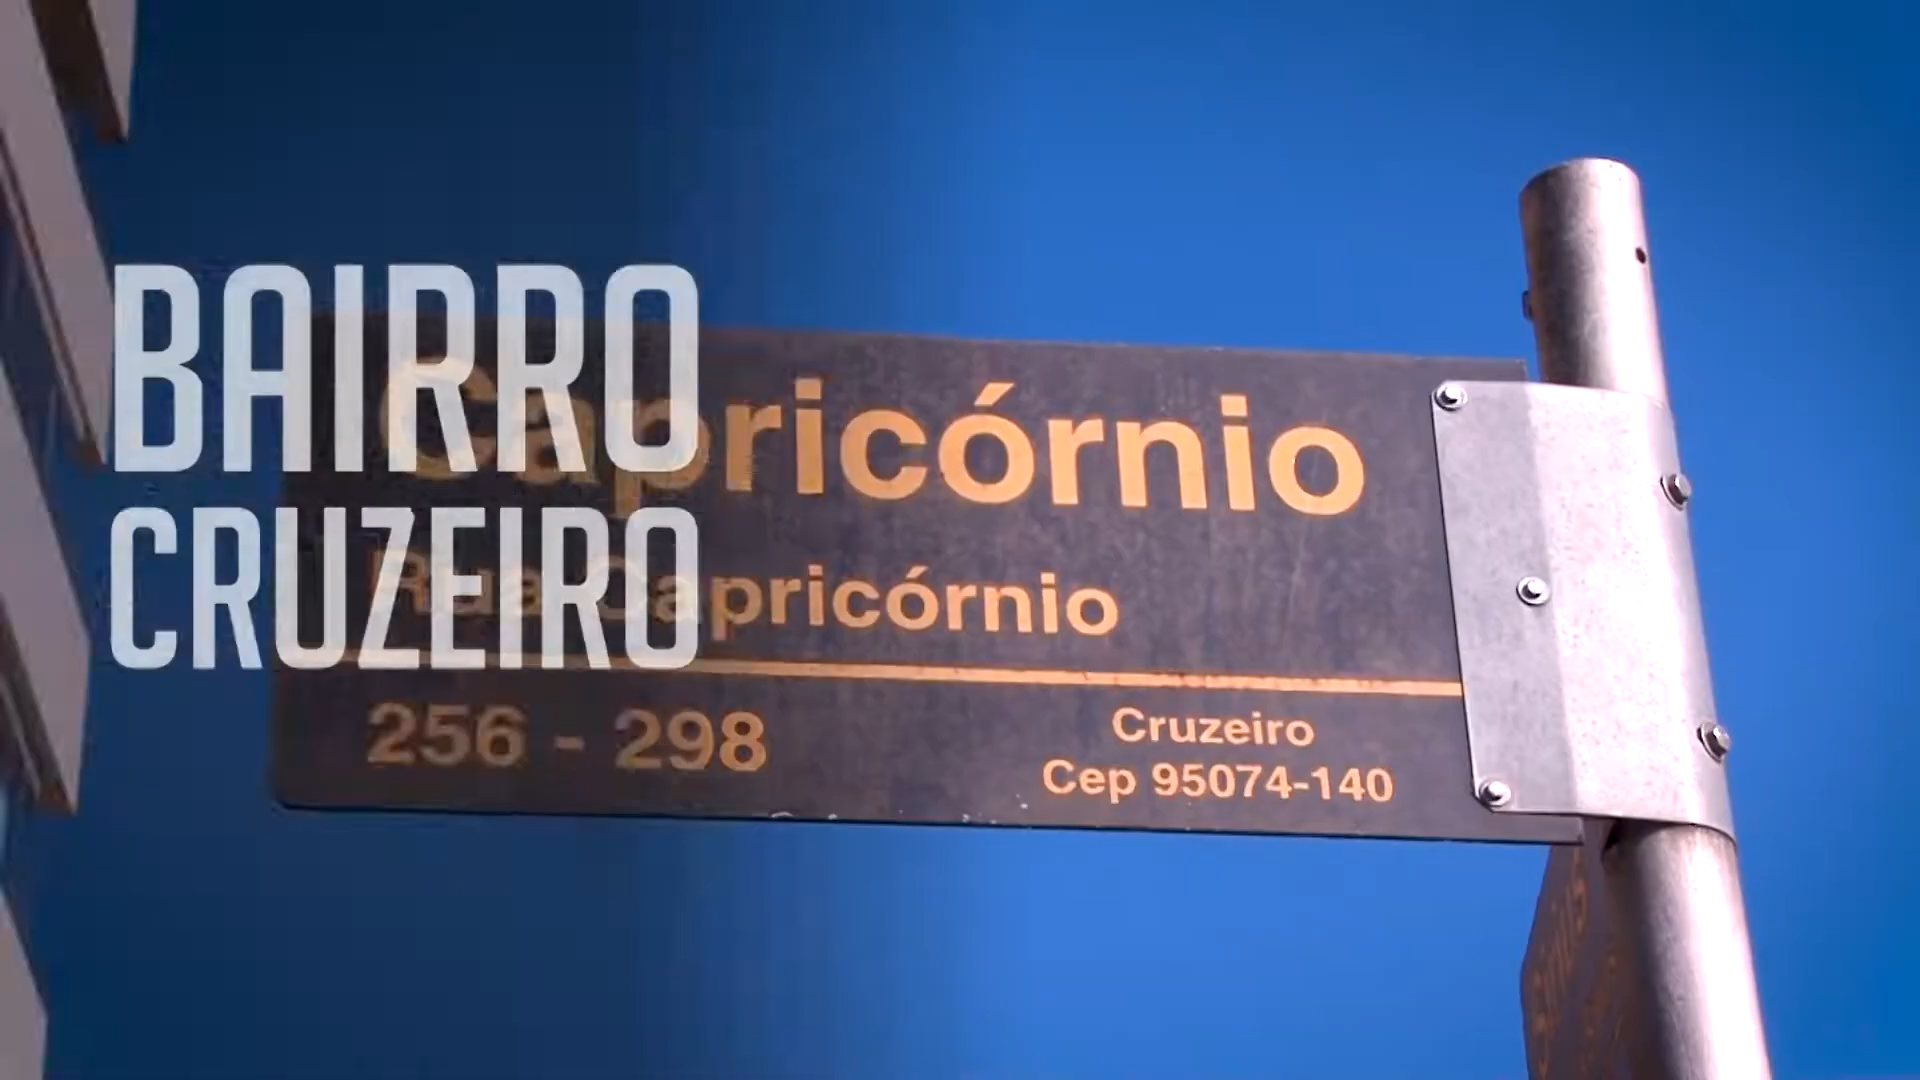 BAIRRO
CRUZEIRO
Capricórnio
Rua Capricórnio
256 - 298
Cruzeiro
Cep 95074-140